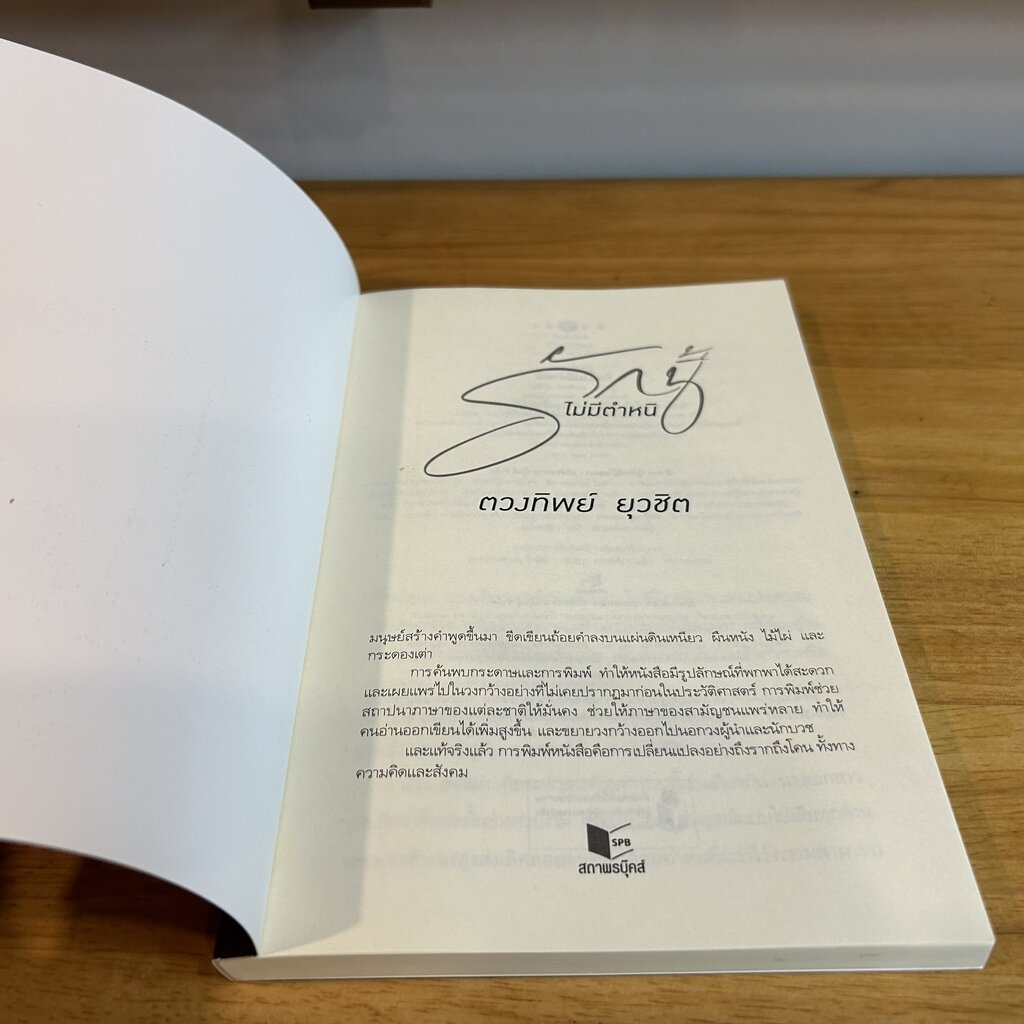 รักนี้
ไม่มีตำหนิ
ตวงทิพย์ ยุวชิต
มนุษย์สร้างคำพูดขึ้นมา ขีดเขียนถ้อยคำลงบนแผ่นดินเหนียว ผืนหนัง ไม้ไผ่ และ
กระดองเต่า
การค้นพบกระดาษและการพิมพ์ ทำให้หนังสือมีรูปลักษณ์ที่พกพาได้สะดวก
และเผยแพร่ไปในวงกว้างอย่างที่ไม่เคยปรากฏมาก่อนในประวัติศาสตร์ การพิมพ์ช่วย
สถาปนาภาษาของแต่ละชาติให้มั่นคง ช่วยให้ภาษาของสามัญชนแพร่หลาย ทำให้
คนอ่านออกเขียนได้เพิ่มสูงขึ้น และขยายวงกว้างออกไปนอกวงผู้นำและนักบวช
และแท้จริงแล้ว การพิมพ์หนังสือคือการเปลี่ยนแปลงอย่างถึงรากถึงโคน ทั้งทาง
ความคิดและสังคม
SPB
สถาพรบุ๊คส์